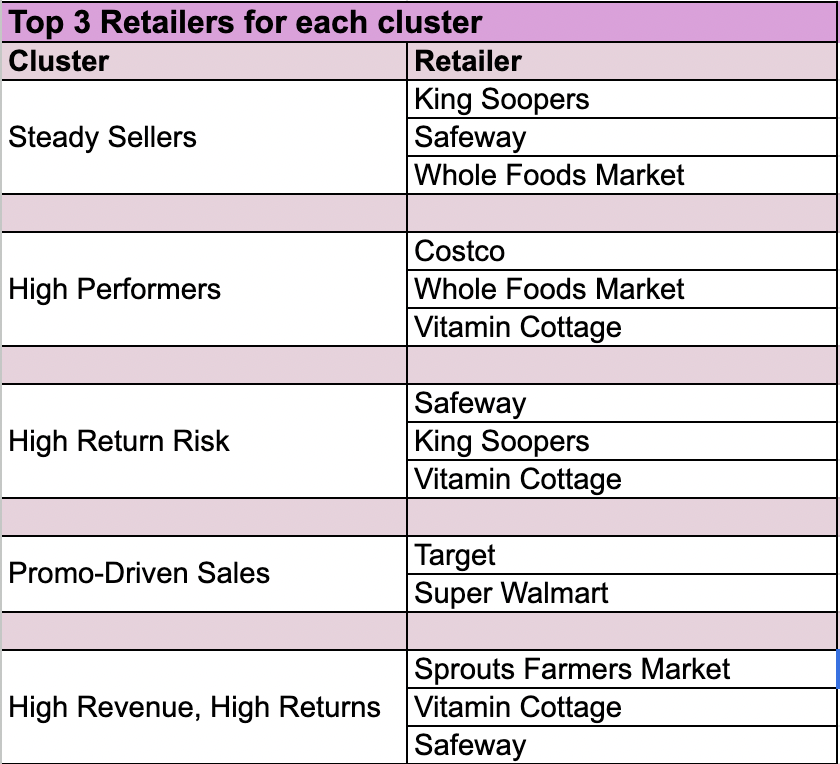 Top 3 Retailers for each cluster
Cluster Retailer
Steady Sellers
King Soopers
Safeway
Whole Foods Market
High Performers
Costco
Whole Foods Market
Vitamin Cottage
High Return Risk
Safeway
King Soopers
Vitamin Cottage
Promo-Driven Sales
Target
Super Walmart
High Revenue, High Returns
Sprouts Farmers Market
Vitamin Cottage
Safeway